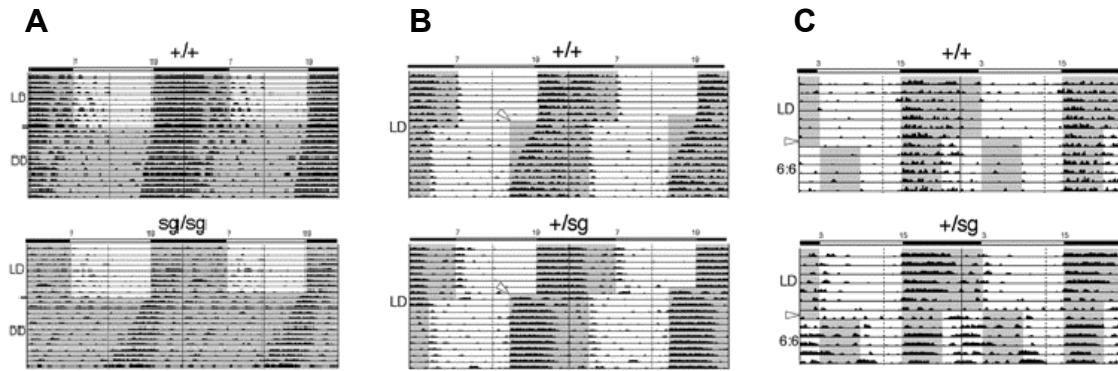 A
B
C
+/+
7 19 7 19
LD
DD
sg/sg
7 19 7 19
LD
DD
+/+
7 19 7 19
LD
+/sg
7 19 7 19
LD
+/+
3 15 3 15
LD
6:6
+/sg
3 15 3 15
LD
6:6